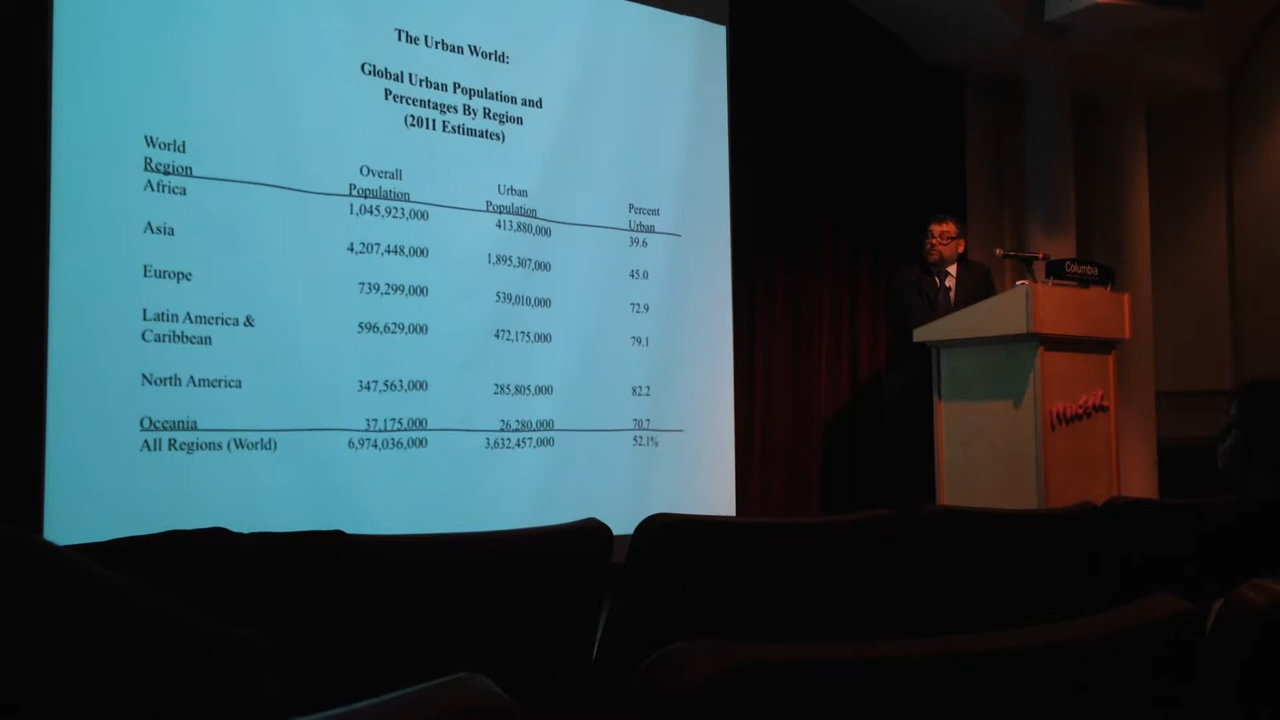 The Urban World:
Global Urban Population and
Percentages By Region
(2011 Estimates)
World
Region
Overall
Population
Urban
Population
Percent
Urban
Africa 1,045,923,000 413,880,000 39.6
Asia 4,207,448,000 1,895,307,000 45.0
Europe 739,299,000 539,010,000 72.9
Latin America &
Caribbean 596,629,000 472,175,000 79.1
North America 347,563,000 285,805,000 82.2
Oceania 37,175,000 26,280,000 70.7
All Regions (World) 6,974,036,000 3,632,457,000 52.1%
Columbia